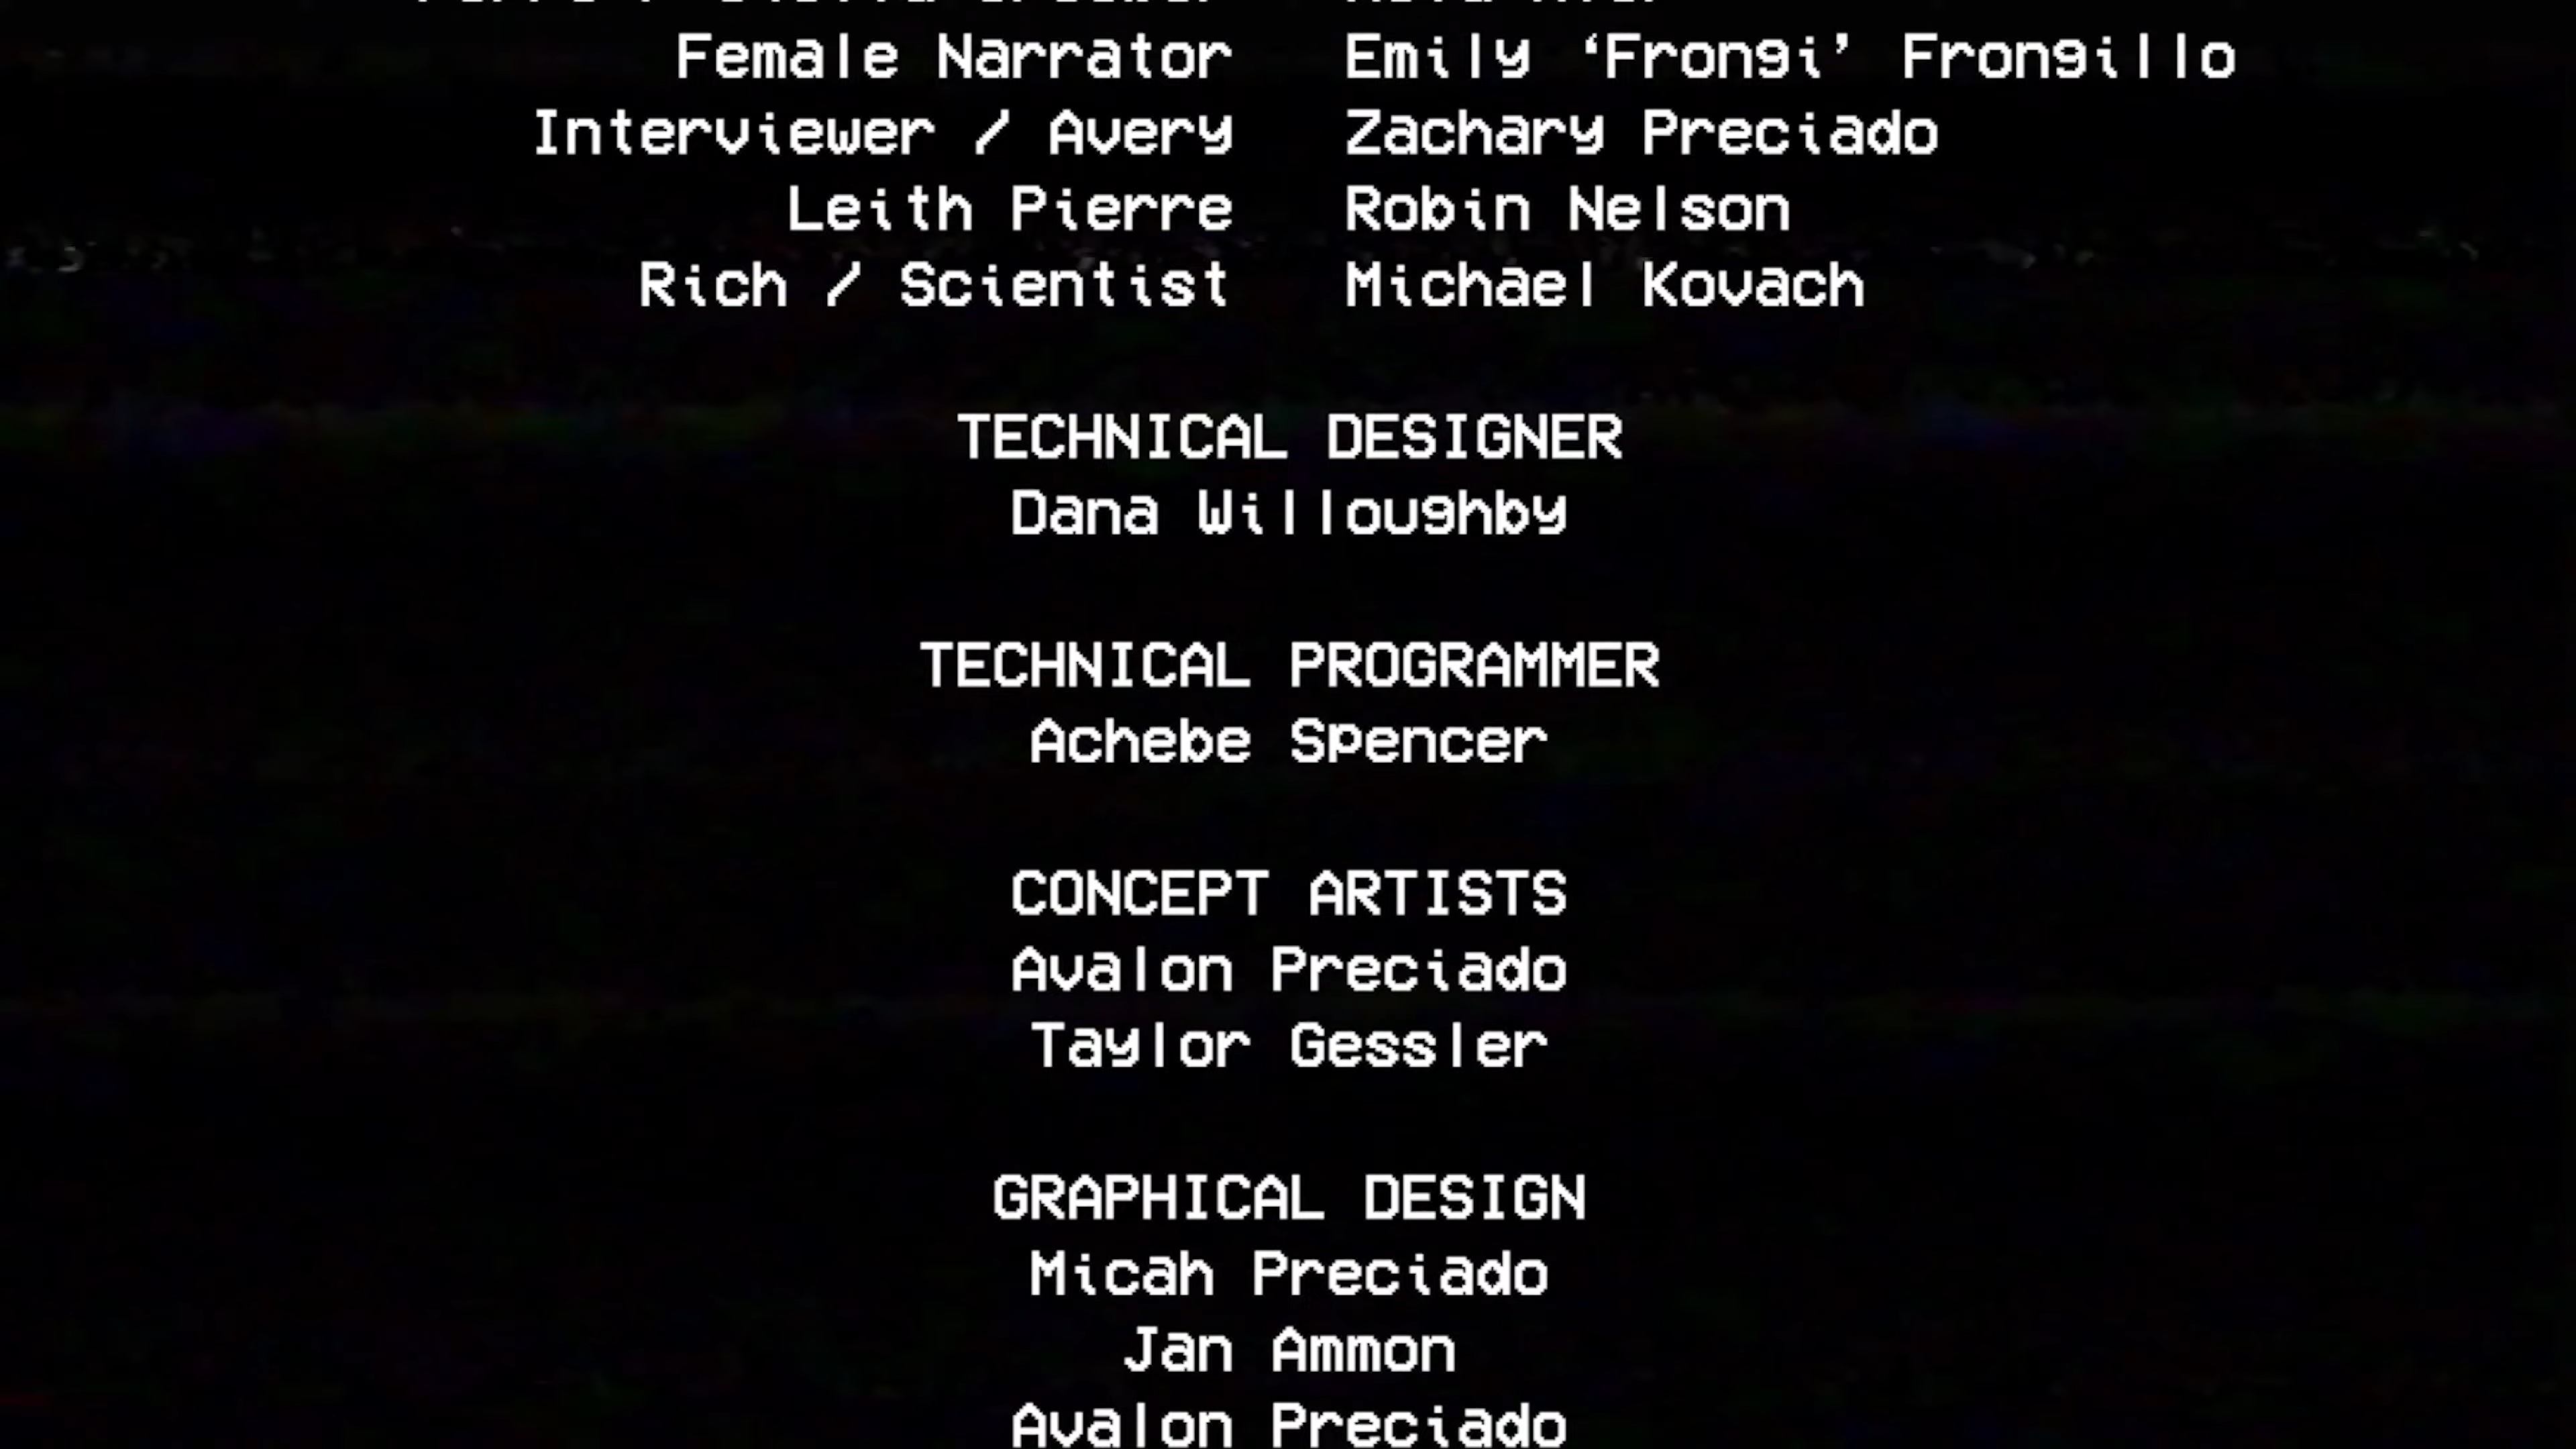 Female Narrator Emily ‘Frongi’ Frongillo
Interviewer / Avery Zachary Preciado
Leith Pierre Robin Nelson
Rich / Scientist Michael Kovach
TECHNICAL DESIGNER
Dana Willoughby
TECHNICAL PROGRAMMER
Achebe Spencer
CONCEPT ARTISTS
Avalon Preciado
Taylor Gessler
GRAPHICAL DESIGN
Micah Preciado
Jan Ammon
Avalon Preciado